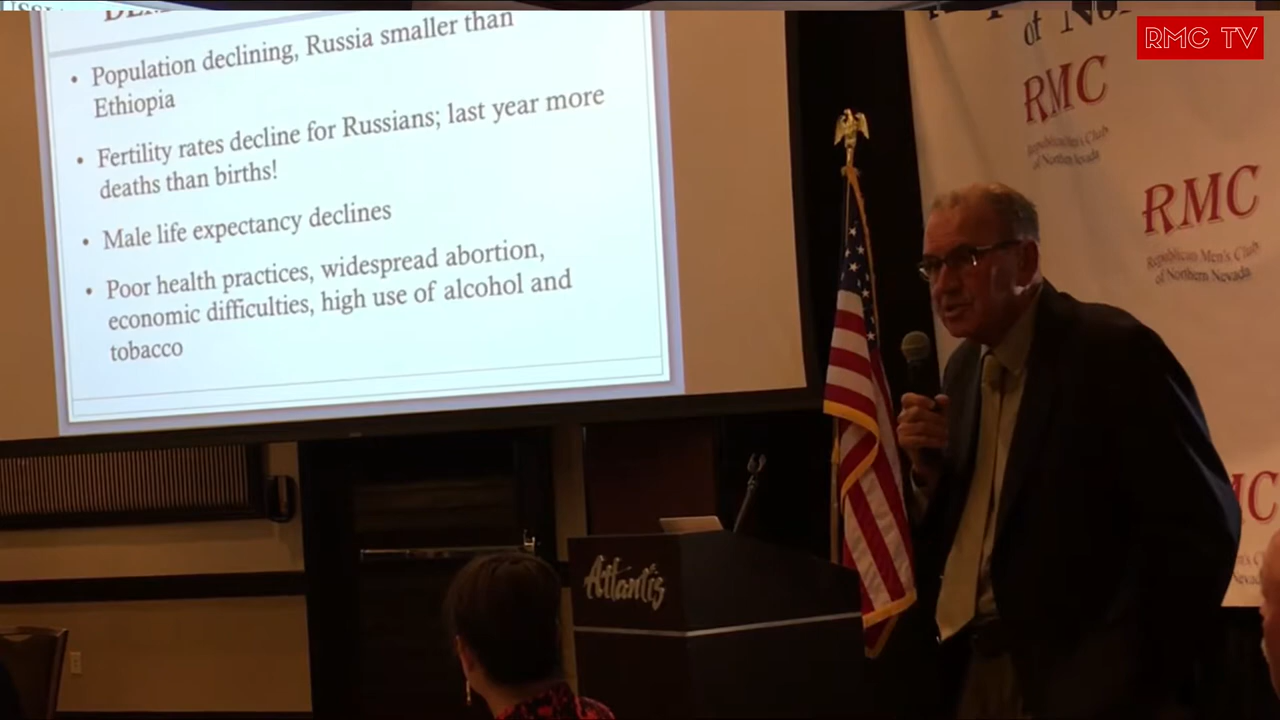 • Population declining, Russia smaller than
Ethiopia
• Fertility rates decline for Russians; last year more
deaths than births!
• Male life expectancy declines
• Poor health practices, widespread abortion,
economic difficulties, high use of alcohol and
tobacco
Atlantis
of No
RMC TV
RMC
Republican Men's Club
of Northern Nevada
RMC
Republican Men's Club
of Northern Nevada
MC